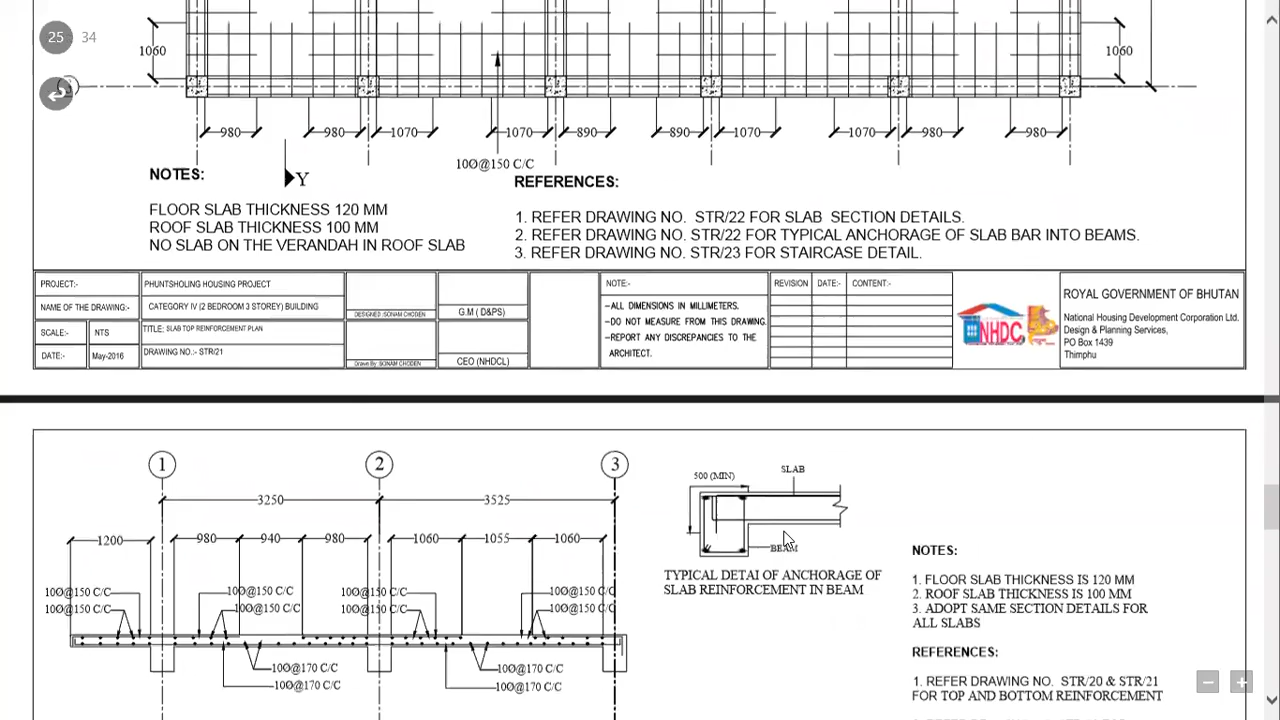 25 34
1060
1060
980
980
1070
1070
890
890
1070
1070
980
980
10Ø@150 C/C
NOTES:
Y
FLOOR SLAB THICKNESS 120 MM
ROOF SLAB THICKNESS 100 MM
NO SLAB ON THE VERANDAH IN ROOF SLAB
REFERENCES:
1. REFER DRAWING NO. STR/22 FOR SLAB SECTION DETAILS.
2. REFER DRAWING NO. STR/22 FOR TYPICAL ANCHORAGE OF SLAB BAR INTO BEAMS.
3. REFER DRAWING NO. STR/23 FOR STAIRCASE DETAIL.
PROJECT:- PHUNTSHOLING HOUSING PROJECT
NAME OF THE DRAWING:- CATEGORY IV (2 BEDROOM 3 STOREY) BUILDING
SCALE:- NTS
TITLE: SLAB TOP REINFORCEMENT PLAN
DATE:- May-2016
DRAWING NO.:- STR/21
DESIGNED :SONAM CHODEN
Drawn By: SONAM CHODEN
G.M ( D&PS)
CEO (NHDCL)
NOTE:-
-ALL DIMENSIONS IN MILLIMETERS.
-DO NOT MEASURE FROM THIS DRAWING.
-REPORT ANY DISCREPANCIES TO THE
ARCHITECT.
REVISION DATE:- CONTENT:-
NHDC
ROYAL GOVERNMENT OF BHUTAN
National Housing Development Corporation Ltd.
Design & Planning Services,
PO Box 1439
Thimphu
1
2
3
3250
3525
1200
980
940
980
1060
1055
1060
10Ø@150 C/C
10Ø@150 C/C
10Ø@150 C/C
10Ø@150 C/C
10Ø@150 C/C
10Ø@150 C/C
10Ø@150 C/C
10Ø@150 C/C
10Ø@170 C/C
10Ø@170 C/C
10Ø@170 C/C
10Ø@170 C/C
500 (MIN)
SLAB
BEAM
TYPICAL DETAI OF ANCHORAGE OF
SLAB REINFORCEMENT IN BEAM
NOTES:
1. FLOOR SLAB THICKNESS IS 120 MM
2. ROOF SLAB THICKNESS IS 100 MM
3. ADOPT SAME SECTION DETAILS FOR
ALL SLABS
REFERENCES:
1. REFER DRAWING NO. STR/20 & STR/21
FOR TOP AND BOTTOM REINFORCEMENT